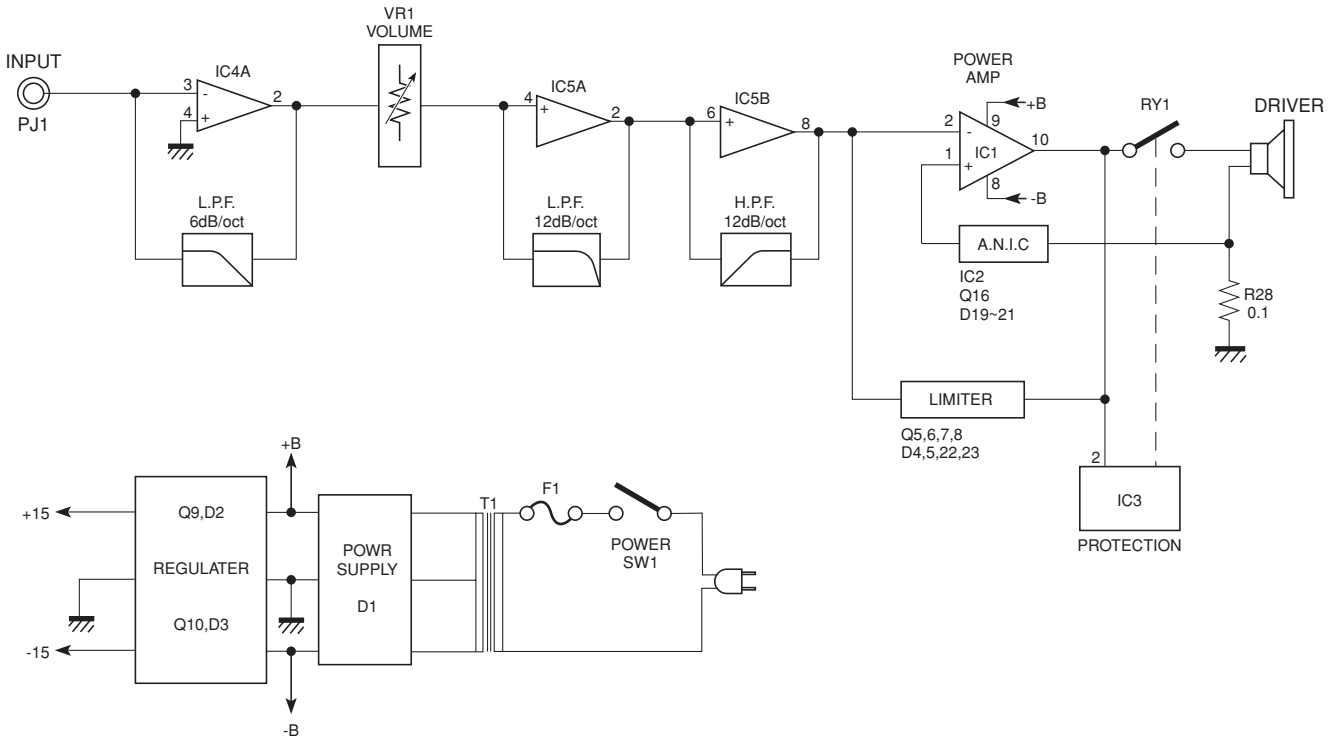 VR1
VOLUME
INPUT
PJ1
3
-
4
+
IC4A
2
L.P.F.
6dB/oct
4
+
IC5A
2
L.P.F.
12dB/oct
6
+
IC5B
8
H.P.F.
12dB/oct
POWER
AMP
+B
9
2
-
IC1
1
+
10
8
-B
RY1
DRIVER
A.N.I.C
IC2
Q16
D19~21
R28
0.1
LIMITER
Q5,6,7,8
D4,5,22,23
2
IC3
PROTECTION
+B
+15
Q9,D2
REGULATER
Q10,D3
-15
-B
POWR
SUPPLY
D1
T1
F1
POWER
SW1